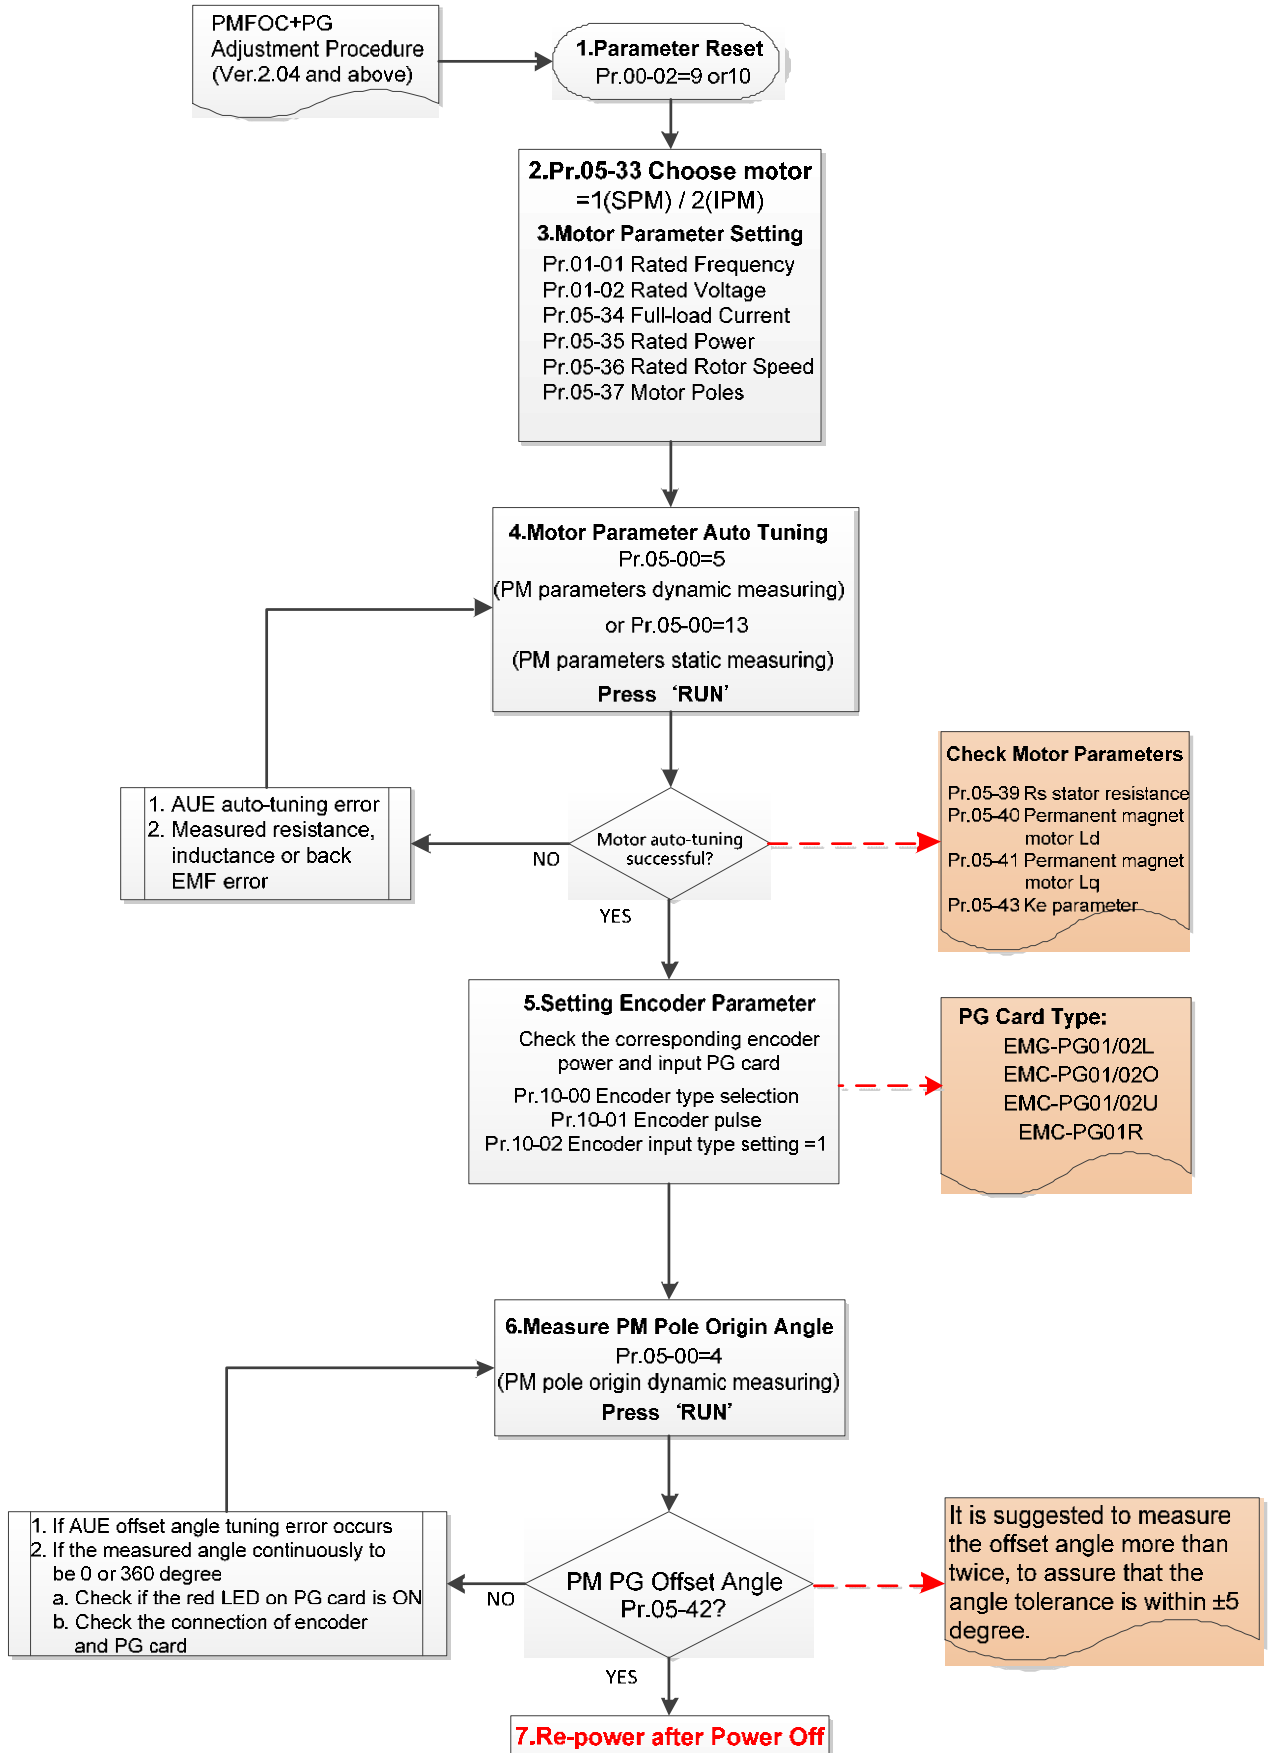 PMFOC+PG
Adjustment Procedure
(Ver.2.04 and above)
1.Parameter Reset
Pr.00-02=9 or10
2.Pr.05-33 Choose motor
=1(SPM) / 2(IPM)
3.Motor Parameter Setting
Pr.01-01 Rated Frequency
Pr.01-02 Rated Voltage
Pr.05-34 Full-load Current
Pr.05-35 Rated Power
Pr.05-36 Rated Rotor Speed
Pr.05-37 Motor Poles
4.Motor Parameter Auto Tuning
Pr.05-00=5
(PM parameters dynamic measuring)
or Pr.05-00=13
(PM parameters static measuring)
Press ‘RUN’
1. AUE auto-tuning error
2. Measured resistance,
inductance or back
EMF error
NO
Motor auto-tuning
successful?
YES
Check Motor Parameters
Pr.05-39 Rs stator resistance
Pr.05-40 Permanent magnet
motor Ld
Pr.05-41 Permanent magnet
motor Lq
Pr.05-43 Ke parameter
5.Setting Encoder Parameter
Check the corresponding encoder
power and input PG card
Pr.10-00 Encoder type selection
Pr.10-01 Encoder pulse
Pr.10-02 Encoder input type setting =1
PG Card Type:
EMG-PG01/02L
EMC-PG01/02O
EMC-PG01/02U
EMC-PG01R
6.Measure PM Pole Origin Angle
Pr.05-00=4
(PM pole origin dynamic measuring)
Press ‘RUN’
1. If AUE offset angle tuning error occurs
2. If the measured angle continuously to
be 0 or 360 degree
a. Check if the red LED on PG card is ON
b. Check the connection of encoder
and PG card
NO
PM PG Offset Angle
Pr.05-42?
YES
It is suggested to measure
the offset angle more than
twice, to assure that the
angle tolerance is within ±5
degree.
7.Re-power after Power Off